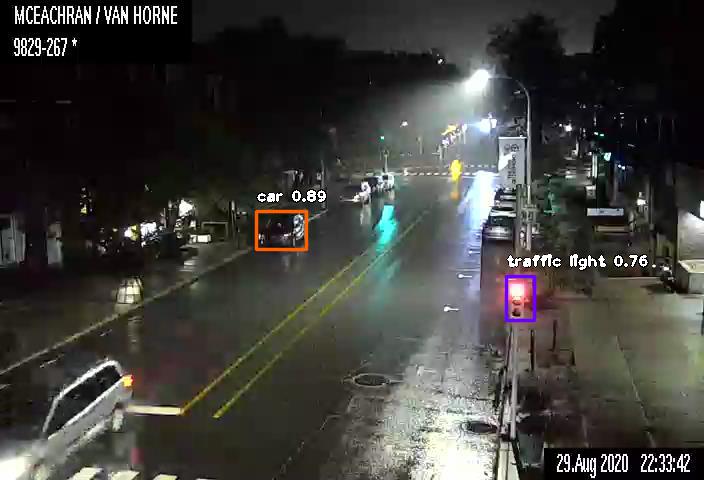 MCEACHRAN / VAN HORNE
9829-267 *
car 0.89
traffic light 0.76
29.Aug 2020 22:33:42